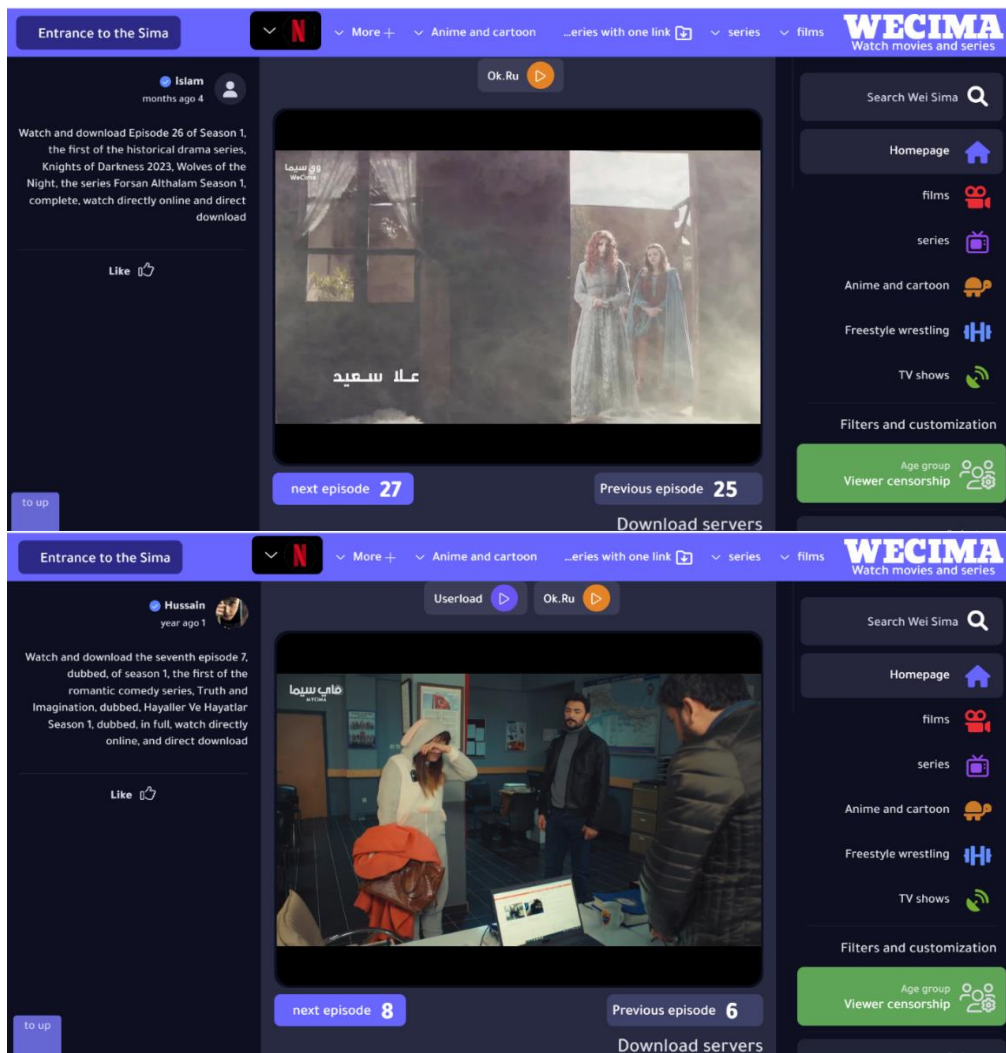 Entrance to the Sima
More +
Anime and cartoon
...eries with one link
series
films
WECIMA
Watch movies and series
Islam
months ago 4
Watch and download Episode 26 of Season 1,
the first of the historical drama series,
Knights of Darkness 2023, Wolves of the
Night, the series Forsan Althalam Season 1,
complete, watch directly online and direct
download
Like
to up
Ok.Ru
وي سيما
WeCima
علا سعيد
next episode 27
Previous episode 25
Download servers
Search Wei Sima
Homepage
films
series
Anime and cartoon
Freestyle wrestling
TV shows
Filters and customization
Age group
Viewer censorship
Entrance to the Sima
More +
Anime and cartoon
...eries with one link
series
films
WECIMA
Watch movies and series
Hussain
year ago 1
Watch and download the seventh episode 7,
dubbed, of season 1, the first of the
romantic comedy series, Truth and
Imagination, dubbed, Hayaller Ve Hayatlar
Season 1, dubbed, in full, watch directly
online, and direct download
Like
to up
Userload
Ok.Ru
ماي سيما
MYCIMA
next episode 8
Previous episode 6
Download servers
Search Wei Sima
Homepage
films
series
Anime and cartoon
Freestyle wrestling
TV shows
Filters and customization
Age group
Viewer censorship